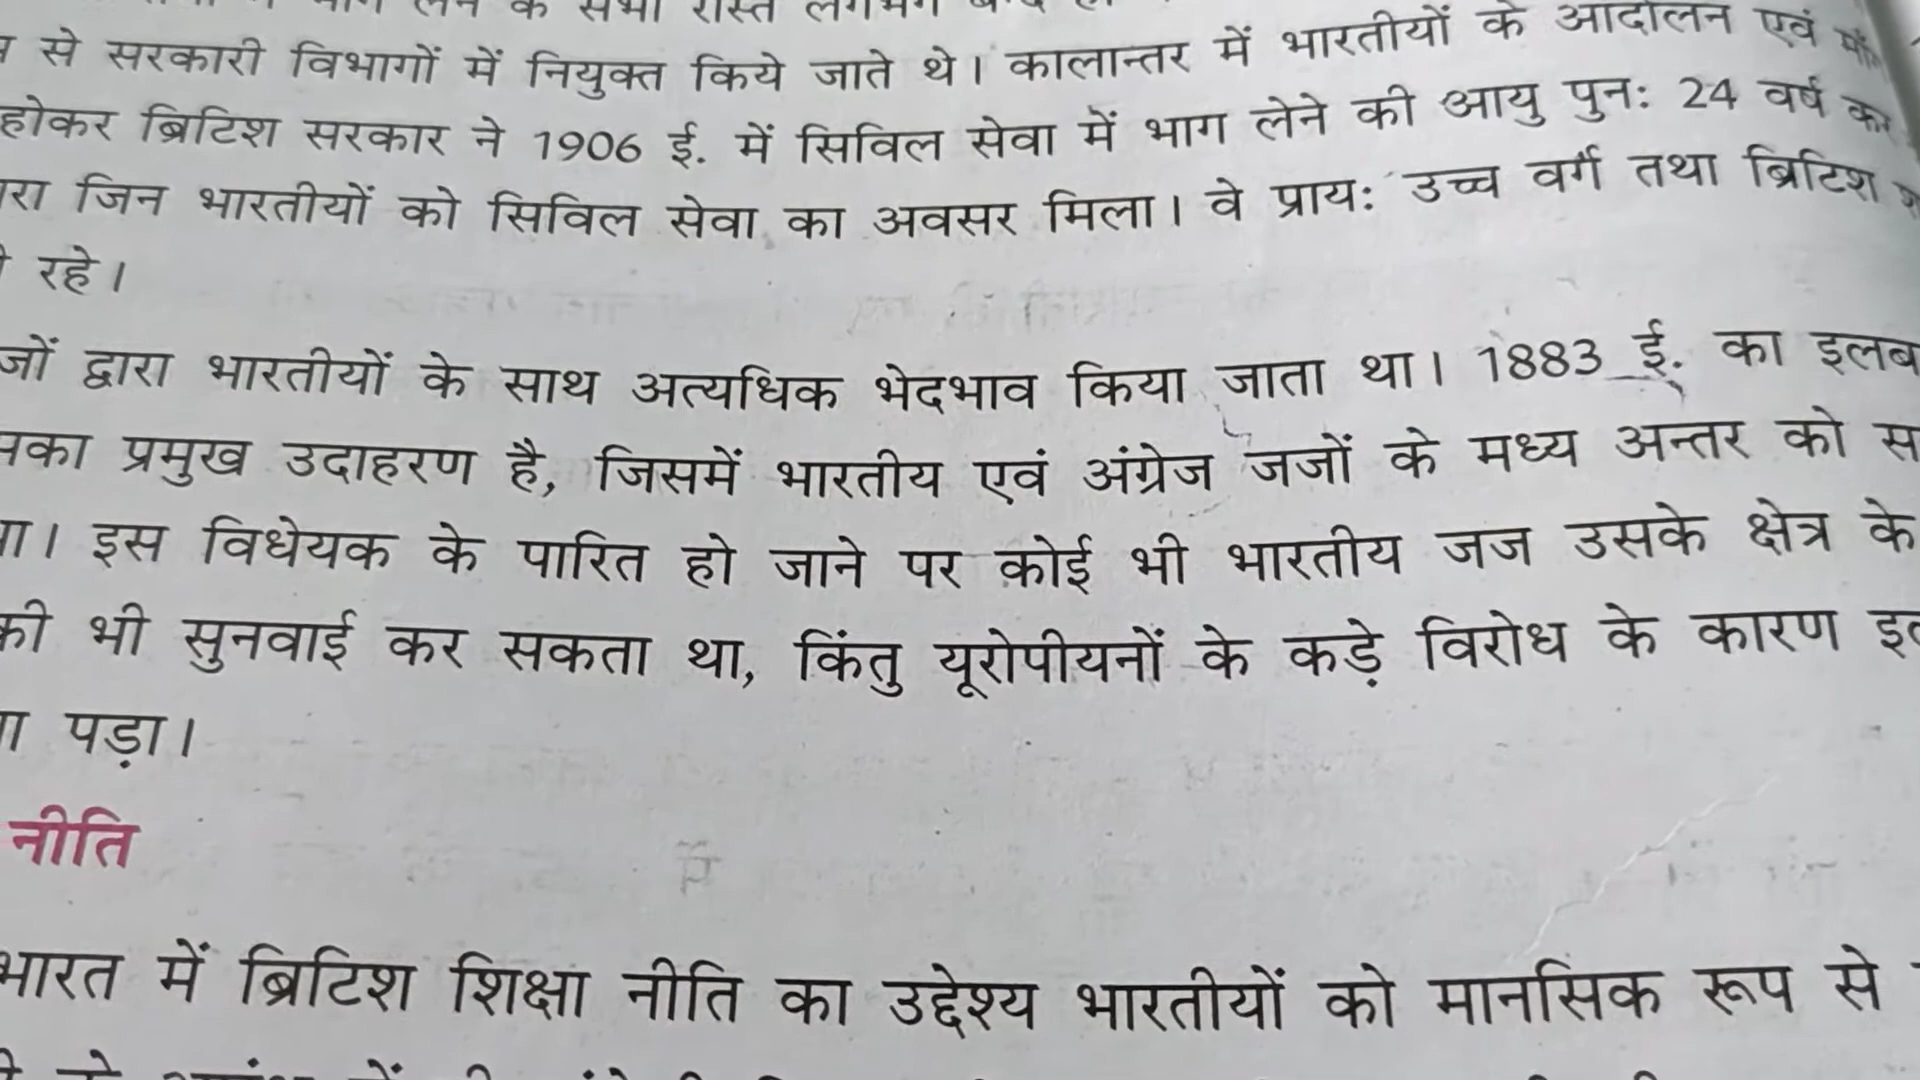 लेने के सभी रास्ते लगभग
से सरकारी विभागों में नियुक्त किये जाते थे। कालान्तर में भारतीयों के आंदोलन एवं
होकर ब्रिटिश सरकार ने 1906 ई. में सिविल सेवा में भाग लेने की आयु पुनः 24 वर्ष कर
जिन भारतीयों को सिविल सेवा का अवसर मिला। वे प्रायः उच्च वर्ग तथा ब्रिटिश
रहे।
द्वारा भारतीयों के साथ अत्यधिक भेदभाव किया जाता था। 1883 ई. का इलब
प्रमुख उदाहरण है, जिसमें भारतीय एवं अंग्रेज जजों के मध्य अन्तर को स
इस विधेयक के पारित हो जाने पर कोई भी भारतीय जज उसके क्षेत्र के
की भी सुनवाई कर सकता था, किंतु यूरोपीयनों के कड़े विरोध के कारण
पड़ा।
नीति
भारत में ब्रिटिश शिक्षा नीति का उद्देश्य भारतीयों को मानसिक रूप से